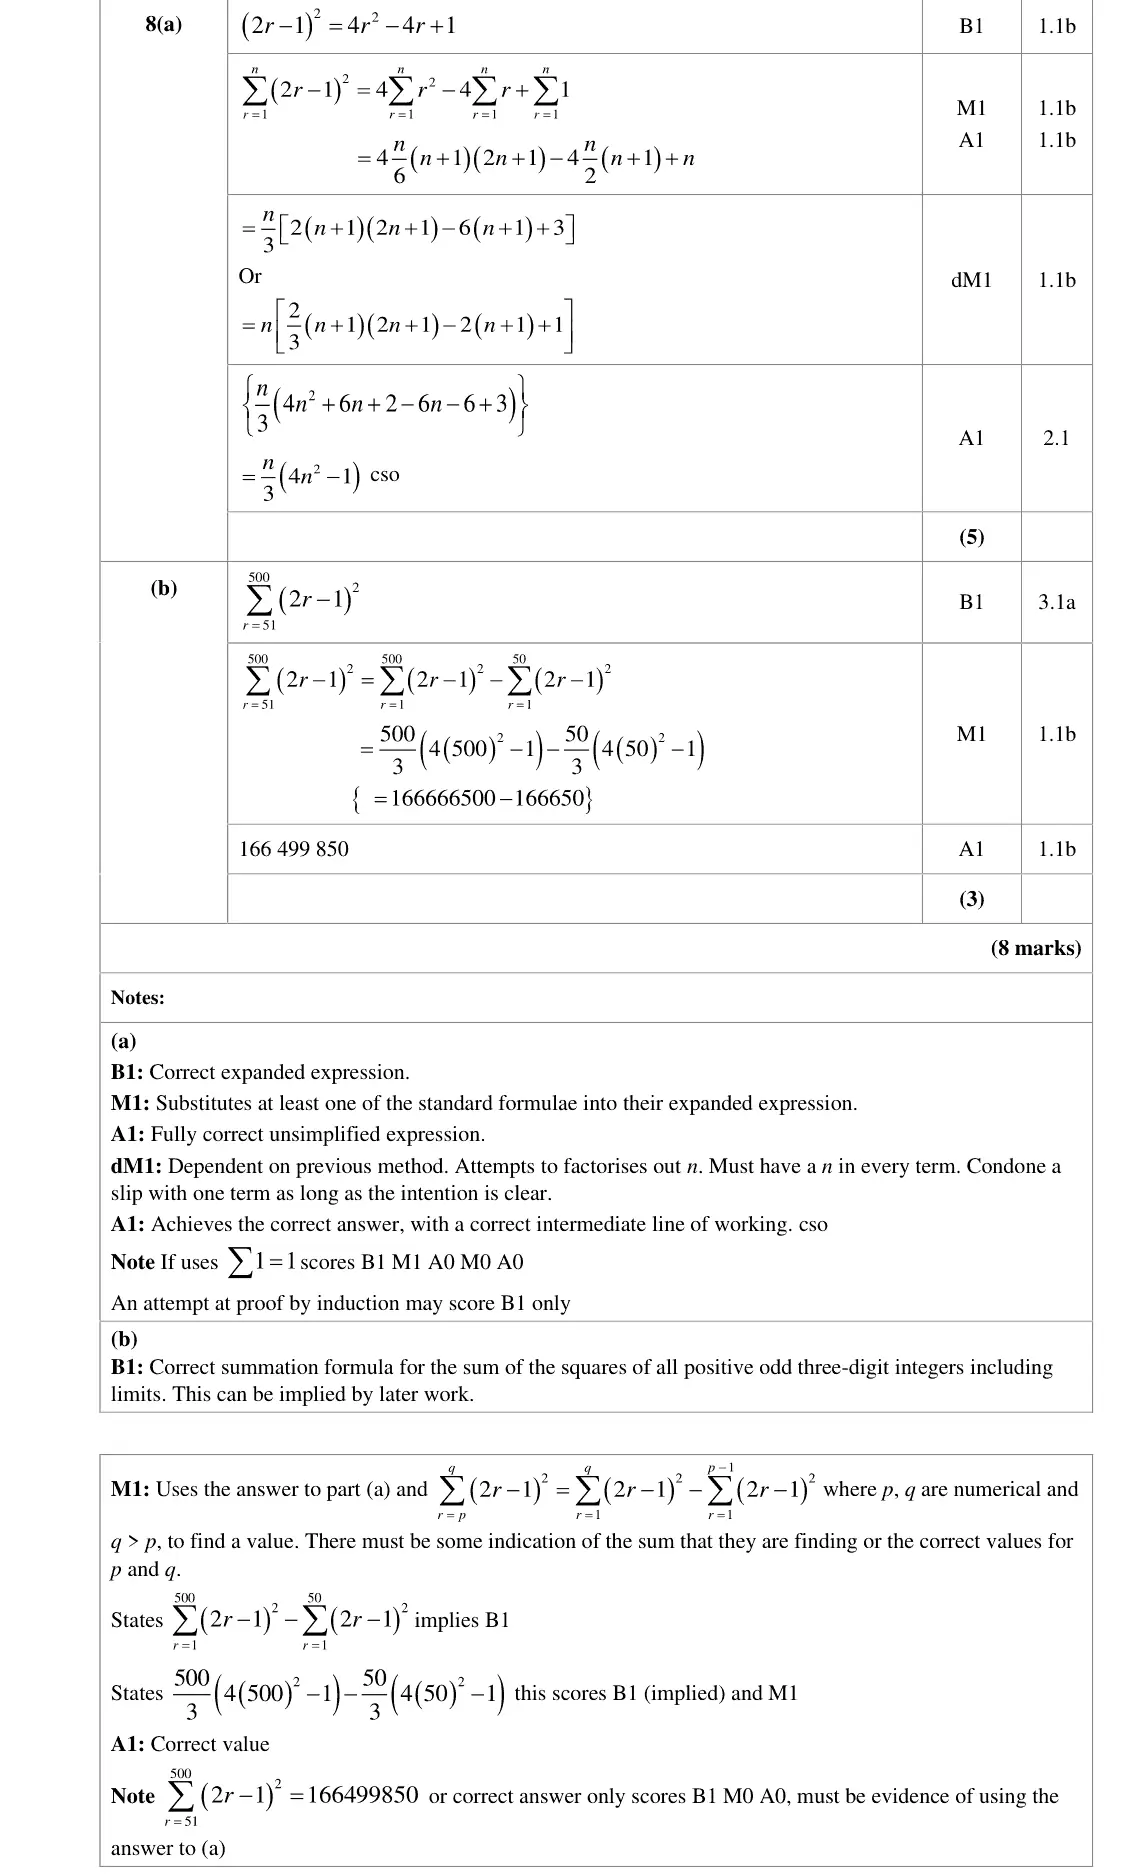 8(a) (2r − 1)² = 4r² − 4r + 1 B1 1.1b
∑_{r=1}^{n} (2r − 1)² = 4∑_{r=1}^{n} r² − 4∑_{r=1}^{n} r + ∑_{r=1}^{n} 1 M1 1.1b
= 4 n/6 (n + 1)(2n + 1) − 4 n/2 (n + 1) + n A1 1.1b
= n/3 [2(n + 1)(2n + 1) − 6(n + 1) + 3]
Or dM1 1.1b
= n[2/3 (n + 1)(2n + 1) − 2(n + 1) + 1]
{n/3 (4n² + 6n + 2 − 6n − 6 + 3)}
A1 2.1
= n/3 (4n² − 1) cso
(5)
(b) ∑_{r=51}^{500} (2r − 1)² B1 3.1a
∑_{r=51}^{500} (2r − 1)² = ∑_{r=1}^{500} (2r − 1)² − ∑_{r=1}^{50} (2r − 1)²
= 500/3 (4(500)² − 1) − 50/3 (4(50)² − 1) M1 1.1b
{ = 166666500 − 166650}
166 499 850 A1 1.1b
(3)
(8 marks)
Notes:
(a)
B1: Correct expanded expression.
M1: Substitutes at least one of the standard formulae into their expanded expression.
A1: Fully correct unsimplified expression.
dM1: Dependent on previous method. Attempts to factorises out n. Must have a n in every term. Condone a
slip with one term as long as the intention is clear.
A1: Achieves the correct answer, with a correct intermediate line of working. cso
Note If uses ∑1 = 1 scores B1 M1 A0 M0 A0
An attempt at proof by induction may score B1 only
(b)
B1: Correct summation formula for the sum of the squares of all positive odd three-digit integers including
limits. This can be implied by later work.
M1: Uses the answer to part (a) and ∑_{r=p}^{q} (2r − 1)² = ∑_{r=1}^{q} (2r − 1)² − ∑_{r=1}^{p−1} (2r − 1)² where p, q are numerical and
q > p, to find a value. There must be some indication of the sum that they are finding or the correct values for
p and q.
States ∑_{r=1}^{500} (2r − 1)² − ∑_{r=1}^{50} (2r − 1)² implies B1
States 500/3 (4(500)² − 1) − 50/3 (4(50)² − 1) this scores B1 (implied) and M1
A1: Correct value
Note ∑_{r=51}^{500} (2r − 1)² = 166499850 or correct answer only scores B1 M0 A0, must be evidence of using the
answer to (a)